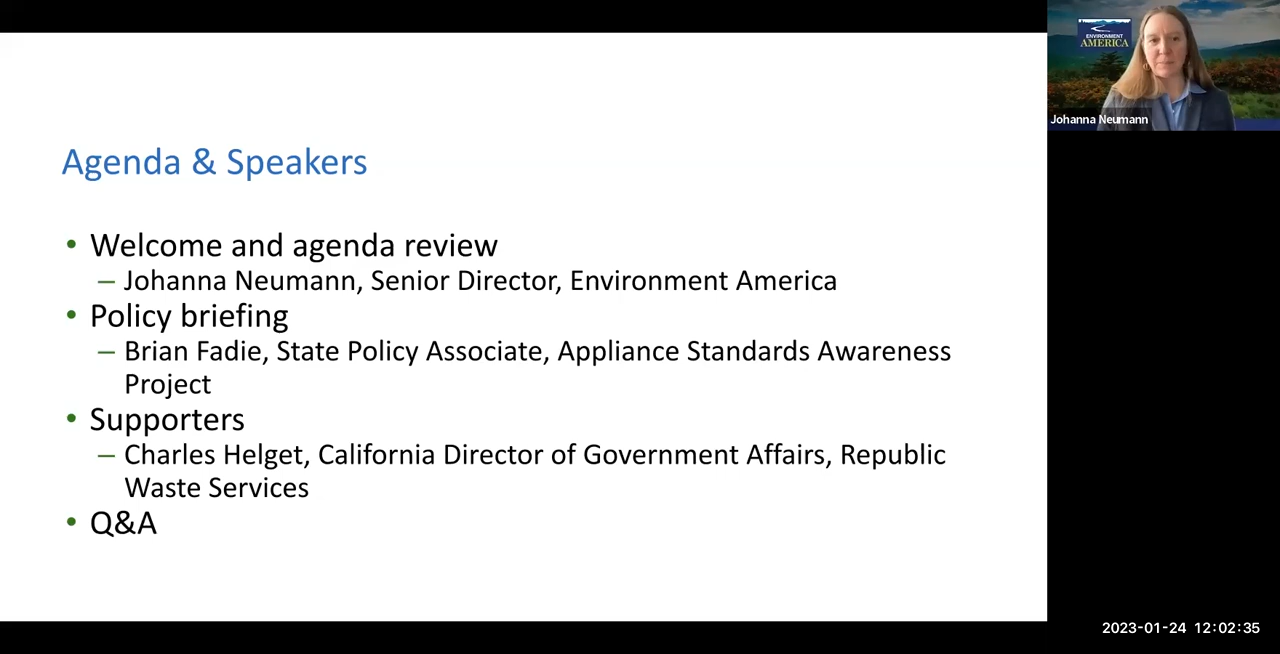 Agenda & Speakers
• Welcome and agenda review
– Johanna Neumann, Senior Director, Environment America
• Policy briefing
– Brian Fadie, State Policy Associate, Appliance Standards Awareness
Project
• Supporters
– Charles Helget, California Director of Government Affairs, Republic
Waste Services
• Q&A
ENVIRONMENT
AMERICA
Johanna Neumann
2023-01-24 12:02:35